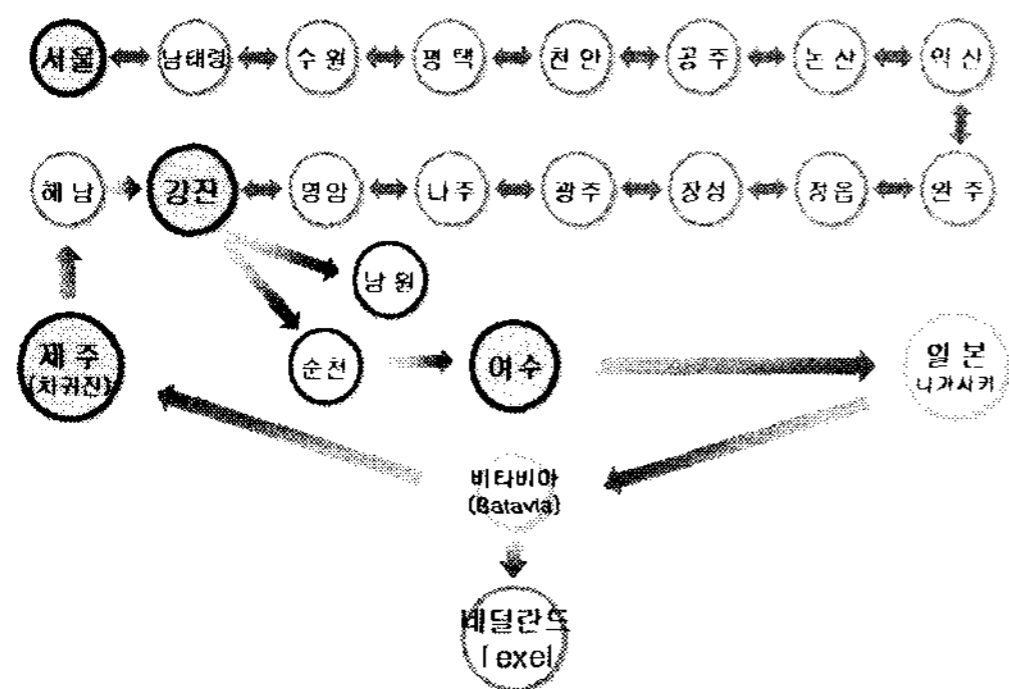 서울
남태령
수원
평택
천안
공주
논산
익산
해남
강진
영암
나주
광주
장성
정읍
완주
남원
제주
(차귀진)
순천
여수
일본
나가사키
비타비아
(Batavia)
네덜란드
Texel